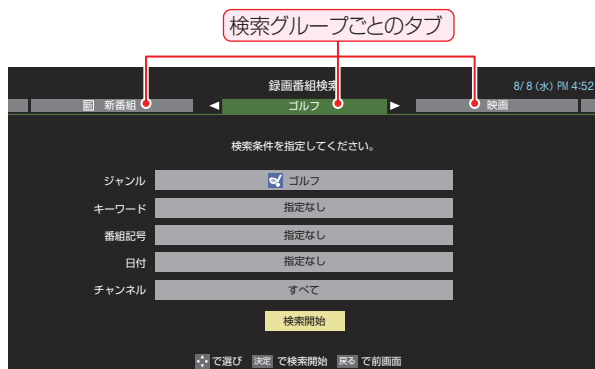 検索グループごとのタブ
録画番組検索 8/ 8 (水) PM 4:52
新番組 ◀ ゴルフ ▶ 映画
検索条件を指定してください。
ジャンル ゴルフ
キーワード 指定なし
番組記号 指定なし
日付 指定なし
チャンネル すべて
検索開始
で選び 決定 で検索開始 戻る で前画面